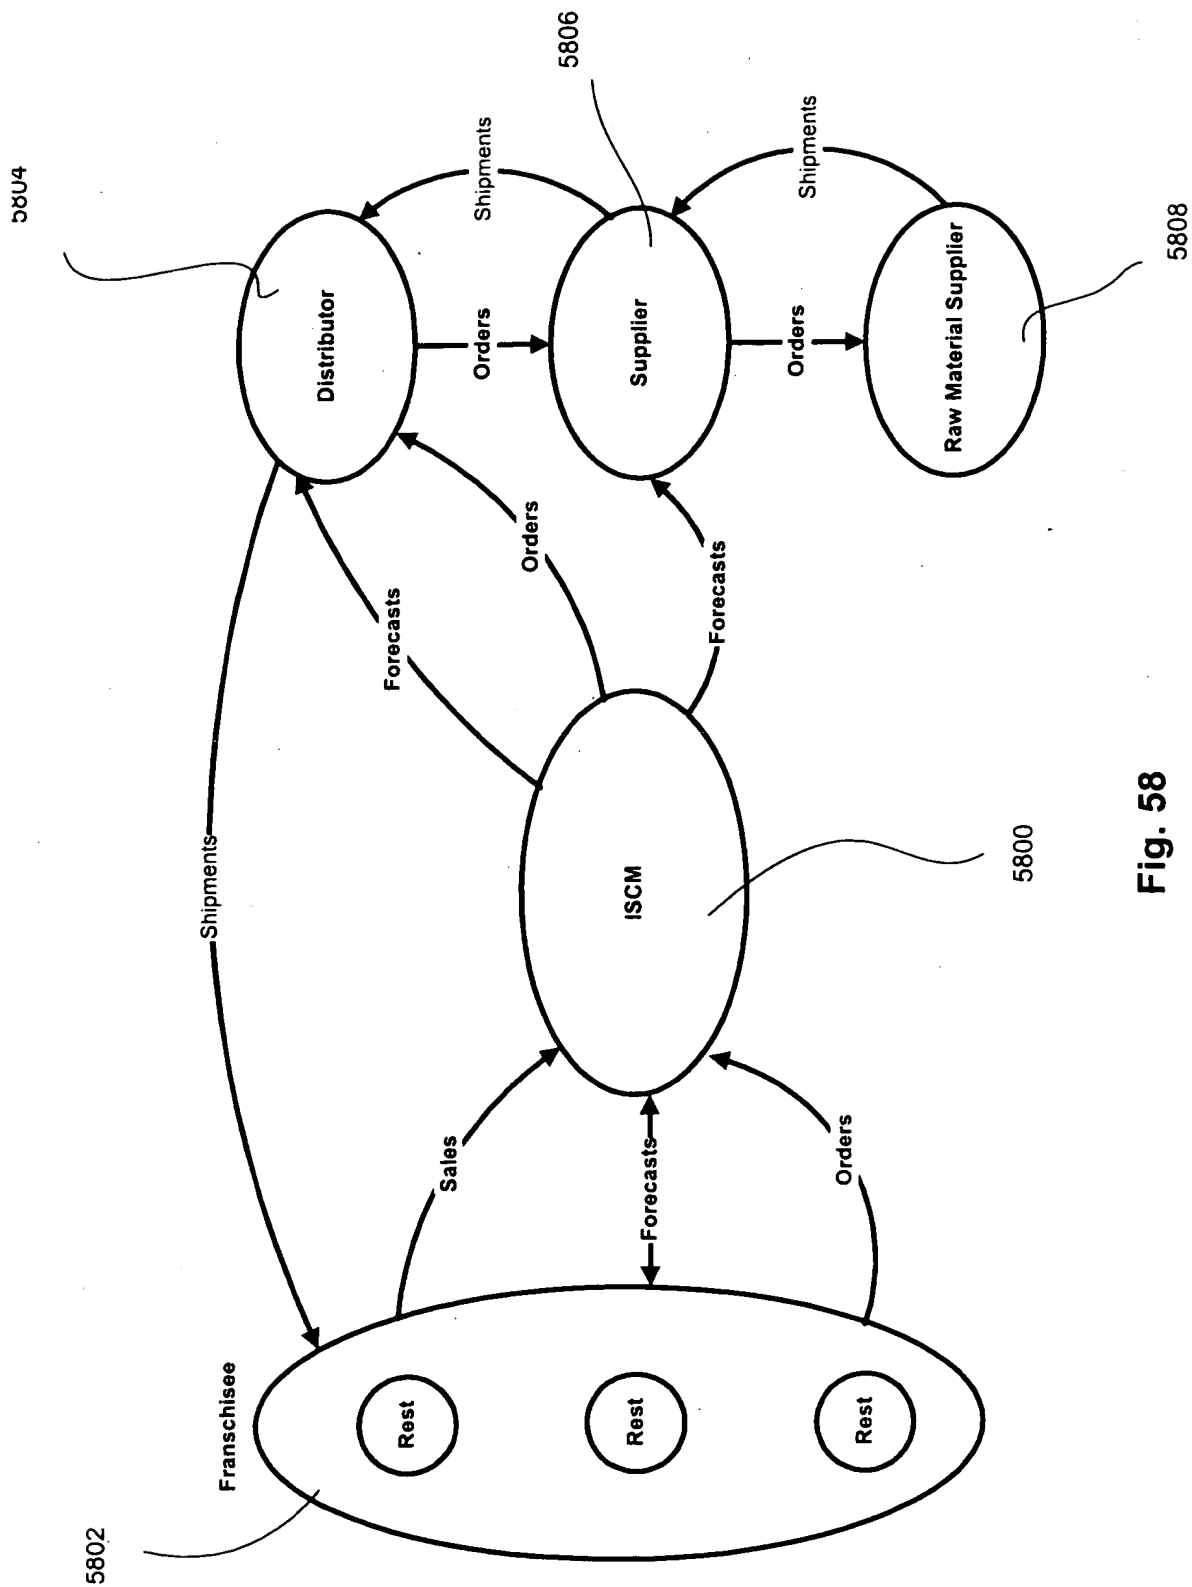 5802
Franschisee
Rest
Rest
Rest
Shipments
Sales
Forecasts
Orders
ISCM
5800
Forecasts
Orders
Forecasts
5804
Distributor
Orders
Shipments
5806
Supplier
Orders
Shipments
Raw Material Supplier
5808
Fig. 58